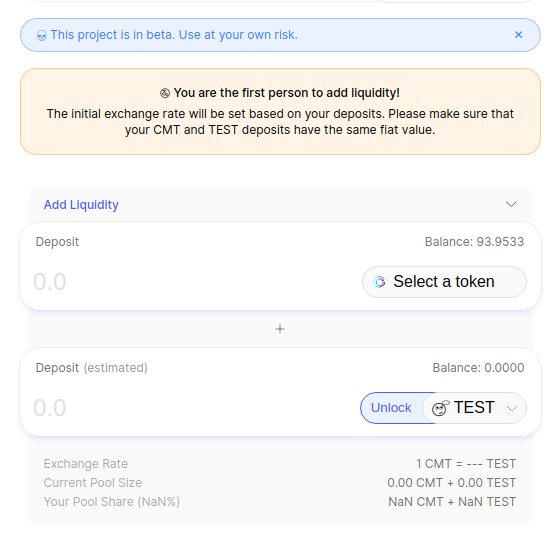 💀 This project is in beta. Use at your own risk. ✕
You are the first person to add liquidity!
The initial exchange rate will be set based on your deposits. Please make sure that
your CMT and TEST deposits have the same fiat value.
Add Liquidity
Deposit Balance: 93.9533
0.0 Select a token
+
Deposit (estimated) Balance: 0.0000
0.0 Unlock TEST
Exchange Rate 1 CMT = --- TEST
Current Pool Size 0.00 CMT + 0.00 TEST
Your Pool Share (NaN%) NaN CMT + NaN TEST